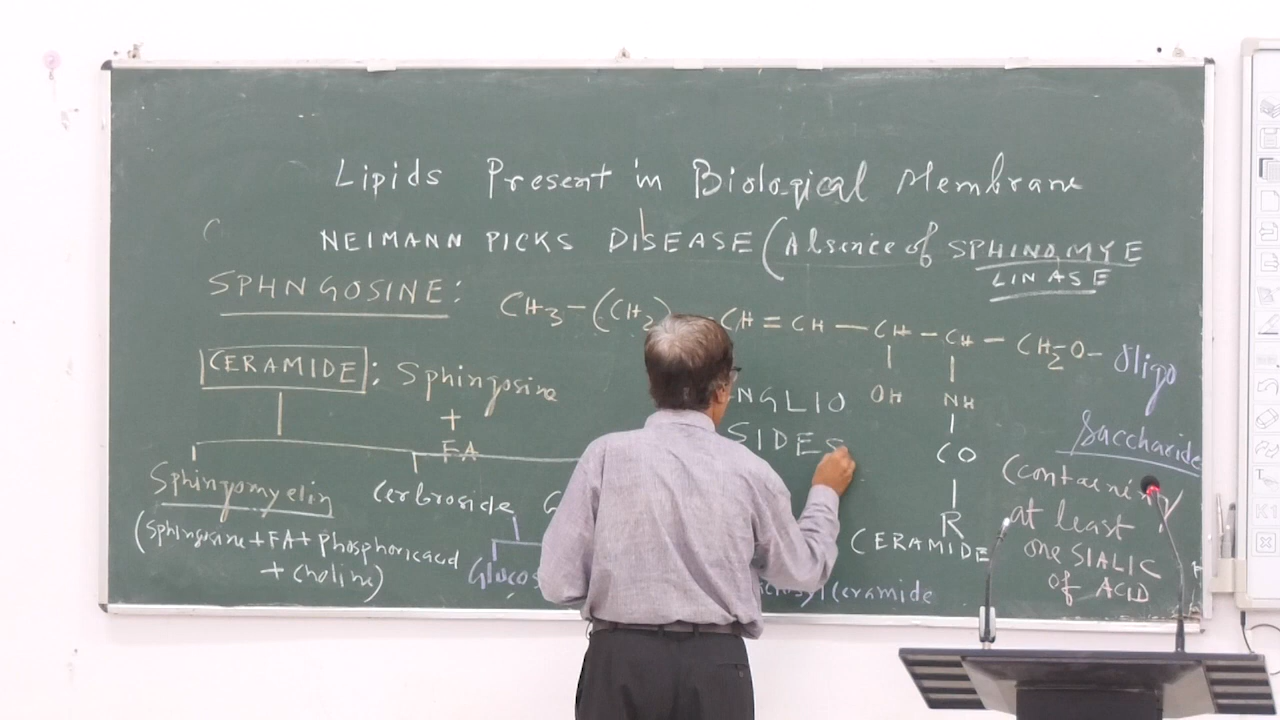 Lipids Present in Biological Membrane
NEIMANN PICKS DISEASE (Absence of SPHINOMYE
LINASE
SPHNGOSINE:
CH3-(CH2) CH=CH-CH-CH-CH2-O- Oligo
Saccharide
OH NH
CO
R
CERAMIDE
(containing
at least
one SIALIC
of ACID
NGLIO
SIDES
CERAMIDE: Sphingosine
+
FA
Sphingomyelin
(Sphingosine+FA+Phosphoricacid
+ choline)
Cerbroside
Glucos
Ceramide